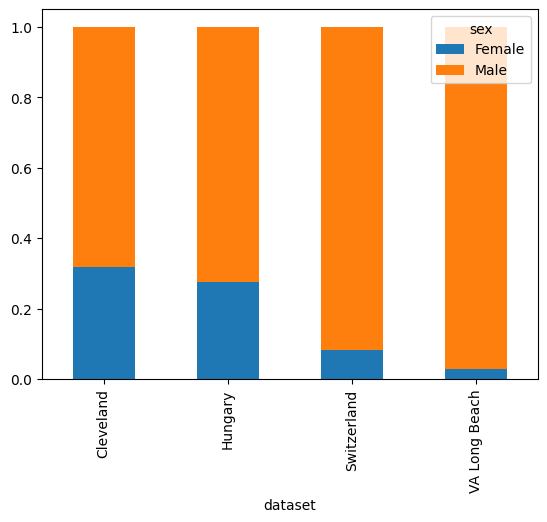 1.0
0.8
0.6
0.4
0.2
0.0
sex
Female
Male
Cleveland
Hungary
Switzerland
VA Long Beach
dataset